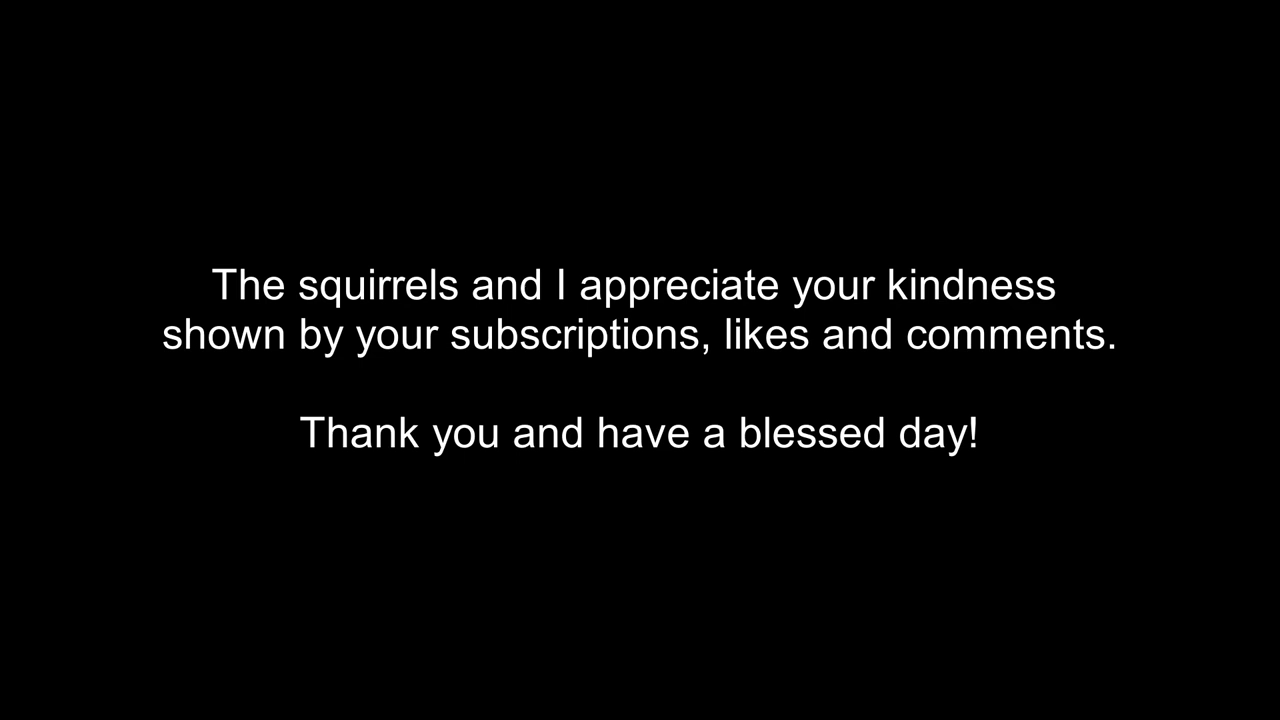 The squirrels and I appreciate your kindness
shown by your subscriptions, likes and comments.
Thank you and have a blessed day!